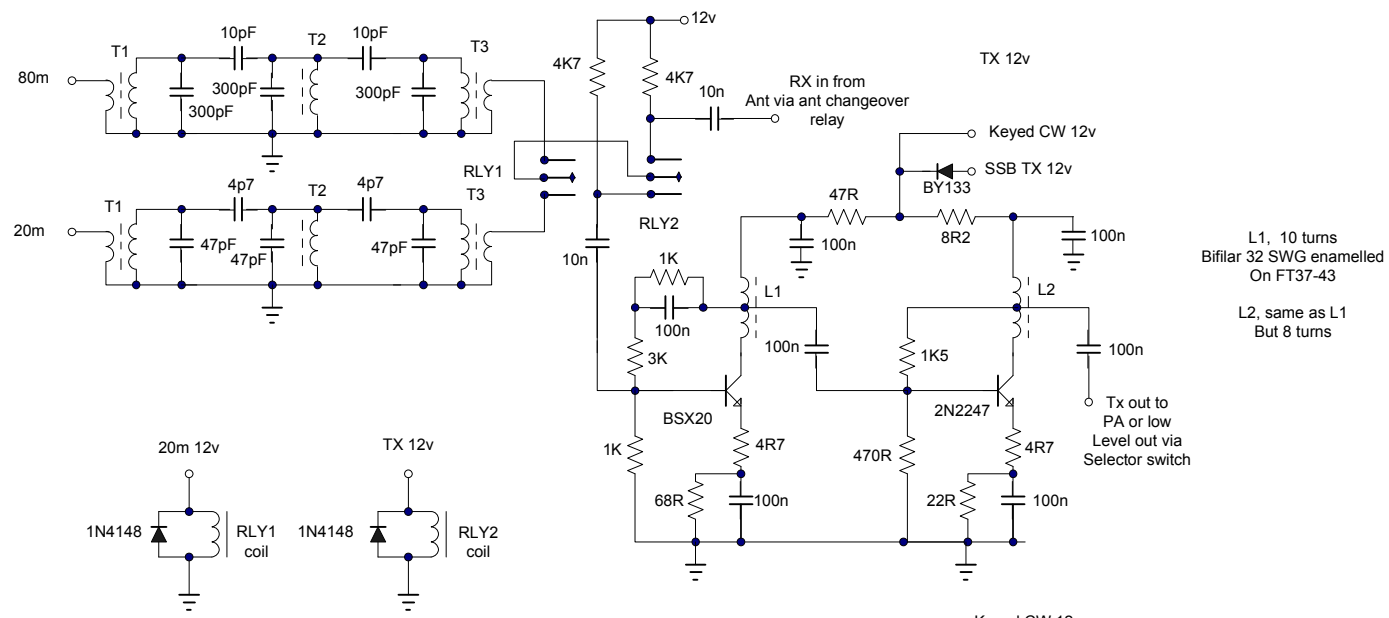 10pF
10pF
12v
T1
T2
T3
80m
300pF
300pF
300pF
4K7
4K7
10n
TX 12v
RX in from
Ant via ant changeover
relay
Keyed CW 12v
SSB TX 12v
BY133
RLY1
RLY2
4p7
4p7
T1
T2
T3
20m
47pF
47pF
47pF
10n
47R
8R2
100n
100n
L1, 10 turns
Bifilar 32 SWG enamelled
On FT37-43
L2, same as L1
But 8 turns
1K
100n
L1
L2
3K
100n
1K5
100n
BSX20
2N2247
Tx out to
PA or low
Level out via
Selector switch
1K
4R7
470R
4R7
68R
100n
22R
100n
20m 12v
TX 12v
1N4148
RLY1
coil
1N4148
RLY2
coil